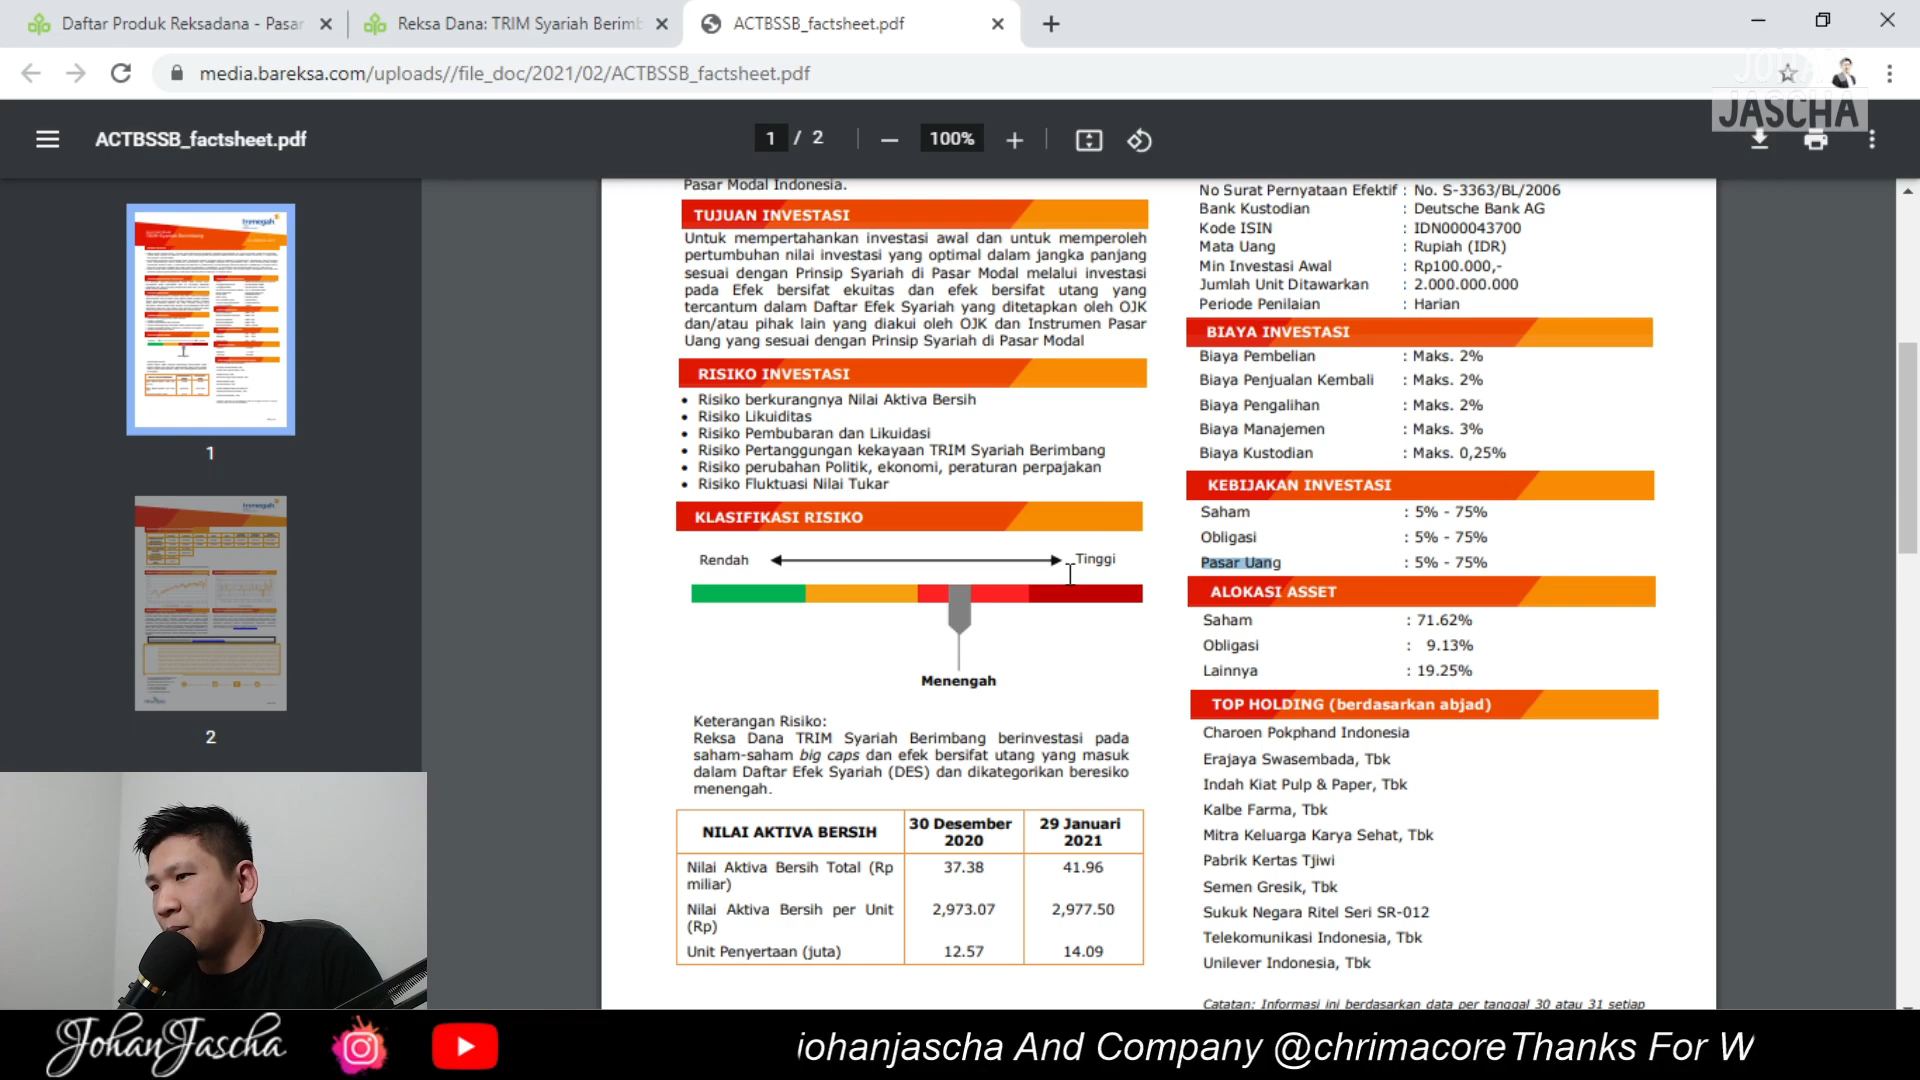 Daftar Produk Reksadana - Pasar
Reksa Dana: TRIM Syariah Berimb
ACTBSSB_factsheet.pdf
media.bareksa.com/uploads//file_doc/2021/02/ACTBSSB_factsheet.pdf
JASCHA
ACTBSSB_factsheet.pdf
1 / 2
100%
1
2
Pasar Modal Indonesia.
TUJUAN INVESTASI
Untuk mempertahankan investasi awal dan untuk memperoleh
pertumbuhan nilai investasi yang optimal dalam jangka panjang
sesuai dengan Prinsip Syariah di Pasar Modal melalui investasi
pada Efek bersifat ekuitas dan efek bersifat utang yang
tercantum dalam Daftar Efek Syariah yang ditetapkan oleh OJK
dan/atau pihak lain yang diakui oleh OJK dan Instrumen Pasar
Uang yang sesuai dengan Prinsip Syariah di Pasar Modal
RISIKO INVESTASI
• Risiko berkurangnya Nilai Aktiva Bersih
• Risiko Likuiditas
• Risiko Pembubaran dan Likuidasi
• Risiko Pertanggungan kekayaan TRIM Syariah Berimbang
• Risiko perubahan Politik, ekonomi, peraturan perpajakan
• Risiko Fluktuasi Nilai Tukar
KLASIFIKASI RISIKO
Rendah Tinggi
Menengah
Keterangan Risiko:
Reksa Dana TRIM Syariah Berimbang berinvestasi pada
saham-saham big caps dan efek bersifat utang yang masuk
dalam Daftar Efek Syariah (DES) dan dikategorikan beresiko
menengah.
NILAI AKTIVA BERSIH 30 Desember 2020 29 Januari 2021
Nilai Aktiva Bersih Total (Rp miliar) 37.38 41.96
Nilai Aktiva Bersih per Unit (Rp) 2,973.07 2,977.50
Unit Penyertaan (juta) 12.57 14.09
No Surat Pernyataan Efektif : No. S-3363/BL/2006
Bank Kustodian : Deutsche Bank AG
Kode ISIN : IDN000043700
Mata Uang : Rupiah (IDR)
Min Investasi Awal : Rp100.000,-
Jumlah Unit Ditawarkan : 2.000.000.000
Periode Penilaian : Harian
BIAYA INVESTASI
Biaya Pembelian : Maks. 2%
Biaya Penjualan Kembali : Maks. 2%
Biaya Pengalihan : Maks. 2%
Biaya Manajemen : Maks. 3%
Biaya Kustodian : Maks. 0,25%
KEBIJAKAN INVESTASI
Saham : 5% - 75%
Obligasi : 5% - 75%
Pasar Uang : 5% - 75%
ALOKASI ASSET
Saham : 71.62%
Obligasi : 9.13%
Lainnya : 19.25%
TOP HOLDING (berdasarkan abjad)
Charoen Pokphand Indonesia
Erajaya Swasembada, Tbk
Indah Kiat Pulp & Paper, Tbk
Kalbe Farma, Tbk
Mitra Keluarga Karya Sehat, Tbk
Pabrik Kertas Tjiwi
Semen Gresik, Tbk
Sukuk Negara Ritel Seri SR-012
Telekomunikasi Indonesia, Tbk
Unilever Indonesia, Tbk
Catatan: Informasi ini berdasarkan data per tanggal 30 atau 31 setiap
JohanJascha
johanjascha And Company @chrimacoreThanks For W